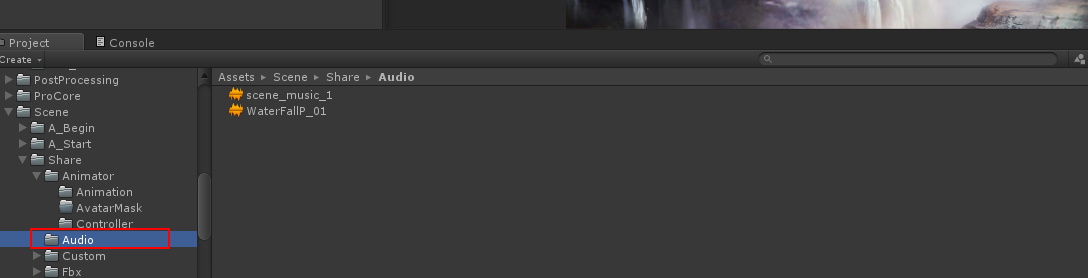 Project
Console
Create
PostProcessing
ProCore
Scene
A_Begin
A_Start
Share
Animator
Animation
AvatarMask
Controller
Audio
Custom
Fbx
Assets ▸ Scene ▸ Share ▸ Audio
scene_music_1
WaterFallP_01